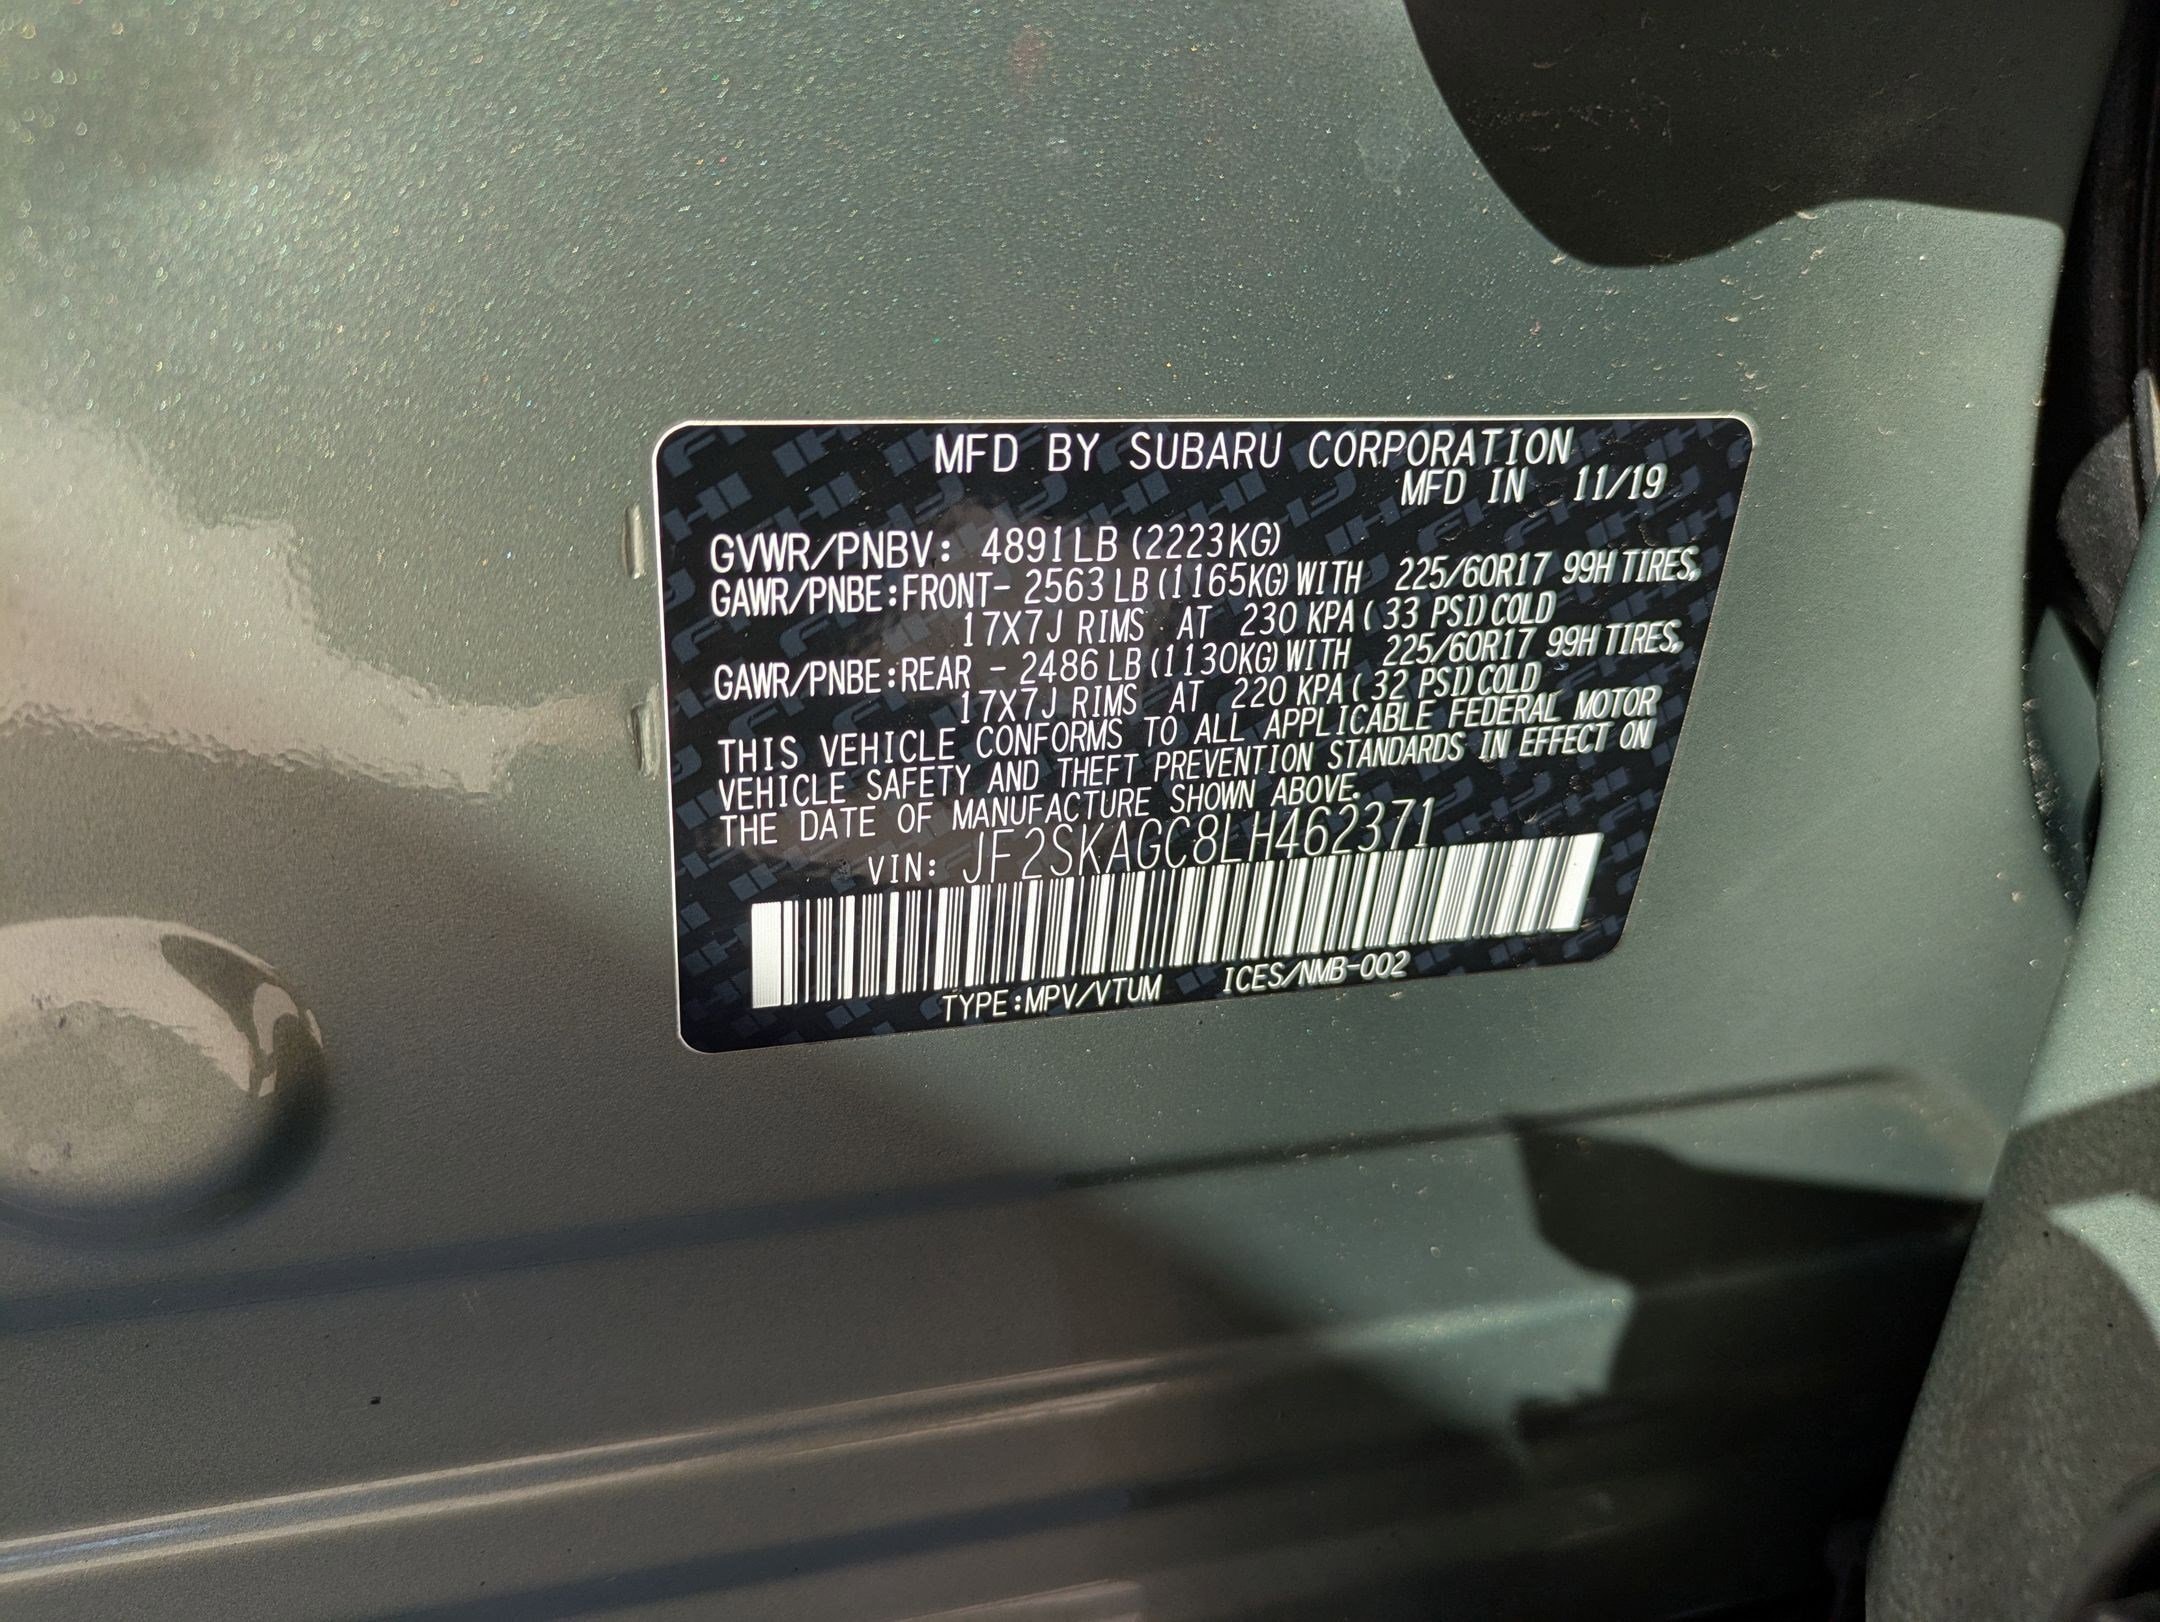 MFD BY SUBARU CORPORATION
MFD IN 11/19
GVWR/PNBV: 4891LB (2223KG)
GAWR/PNBE:FRONT- 2563 LB (1165KG) WITH 225/60R17 99H TIRES,
17X7J RIMS AT 230 KPA ( 33 PSI) COLD
GAWR/PNBE:REAR - 2486 LB (1130KG) WITH 225/60R17 99H TIRES,
17X7J RIMS AT 220 KPA ( 32 PSI) COLD
THIS VEHICLE CONFORMS TO ALL APPLICABLE FEDERAL MOTOR
VEHICLE SAFETY AND THEFT PREVENTION STANDARDS IN EFFECT ON
THE DATE OF MANUFACTURE SHOWN ABOVE.
VIN: JF2SKAGC8LH462371
TYPE:MPV/VTUM ICES/NMB-002